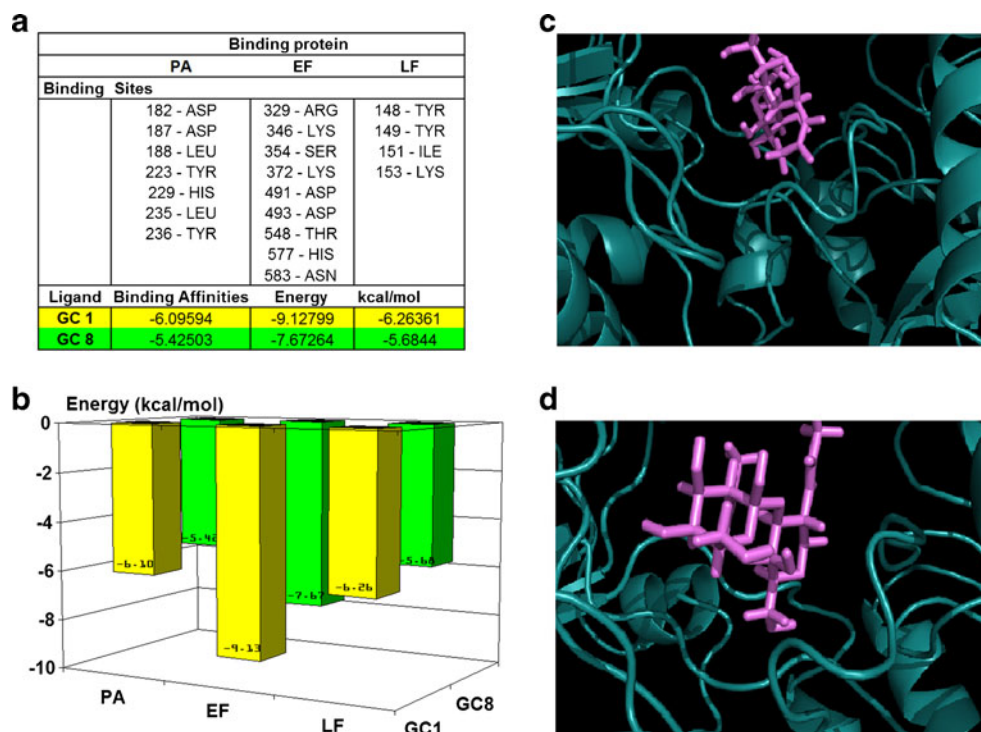 a
Binding protein
PA EF LF
Binding Sites
182 - ASP 329 - ARG 148 - TYR
187 - ASP 346 - LYS 149 - TYR
188 - LEU 354 - SER 151 - ILE
223 - TYR 372 - LYS 153 - LYS
229 - HIS 491 - ASP
235 - LEU 493 - ASP
236 - TYR 548 - THR
577 - HIS
583 - ASN
Ligand Binding Affinities Energy kcal/mol
GC 1 -6.09594 -9.12799 -6.26361
GC 8 -5.42503 -7.67264 -5.6844
b
Energy (kcal/mol)
0
-2
-4
-6
-8
-10
-6.10
-5.42
-9.13
-7.67
-6.26
-5.68
PA
EF
LF
GC1
GC8
c
d